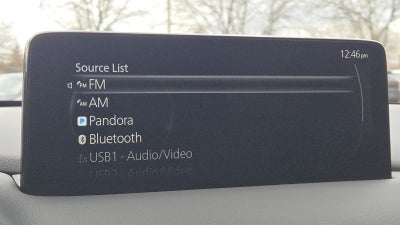 12:46pm
Source List
FM
AM
Pandora
Bluetooth
USB1 - Audio/Video